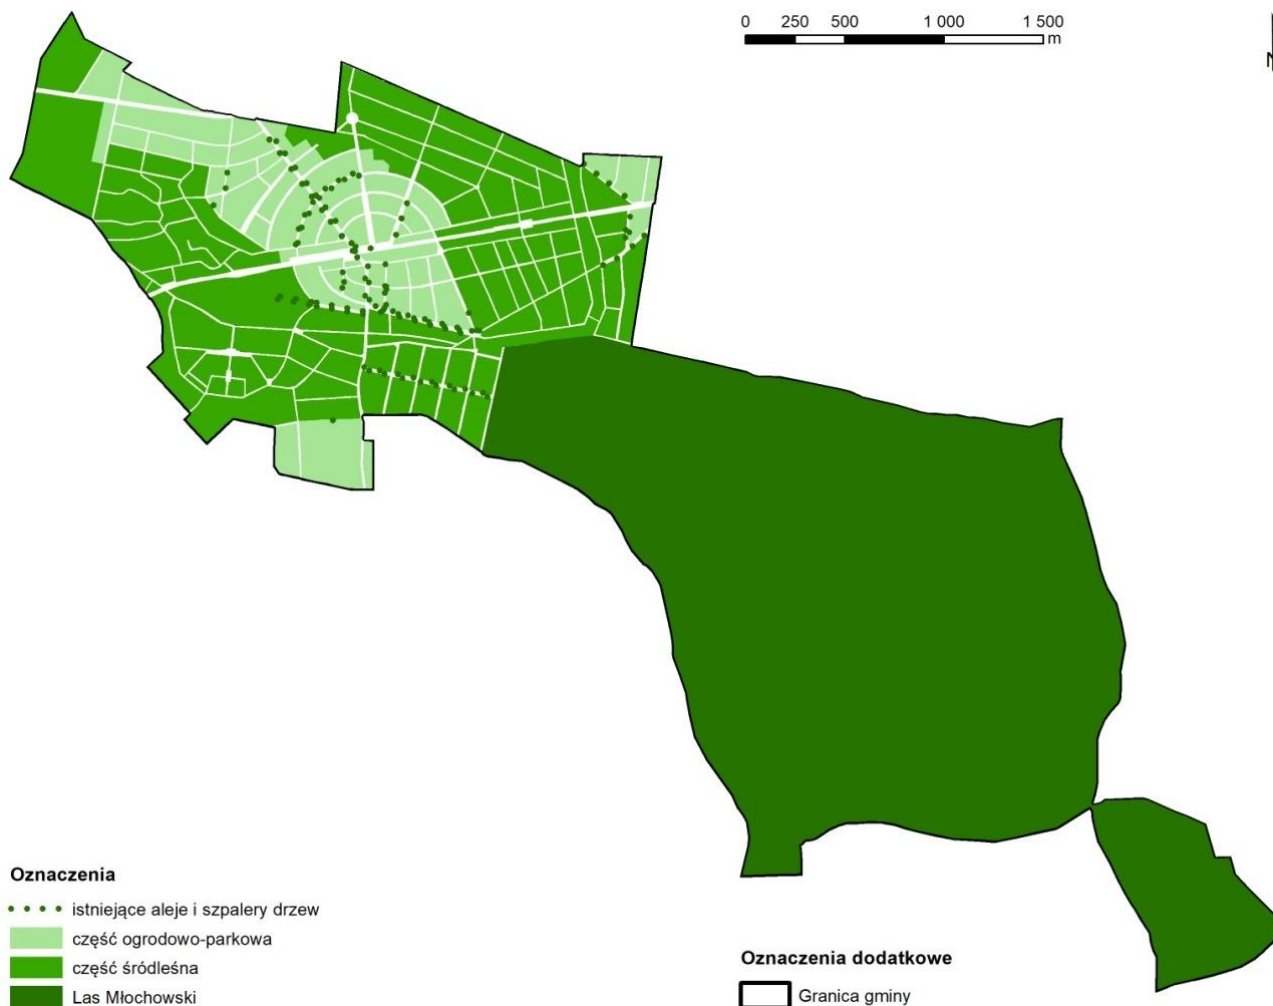 0 250 500 1 000 1 500
m
N
Oznaczenia
istniejące aleje i szpalery drzew
część ogrodowo-parkowa
część śródleśna
Las Młochowski
Oznaczenia dodatkowe
Granica gminy